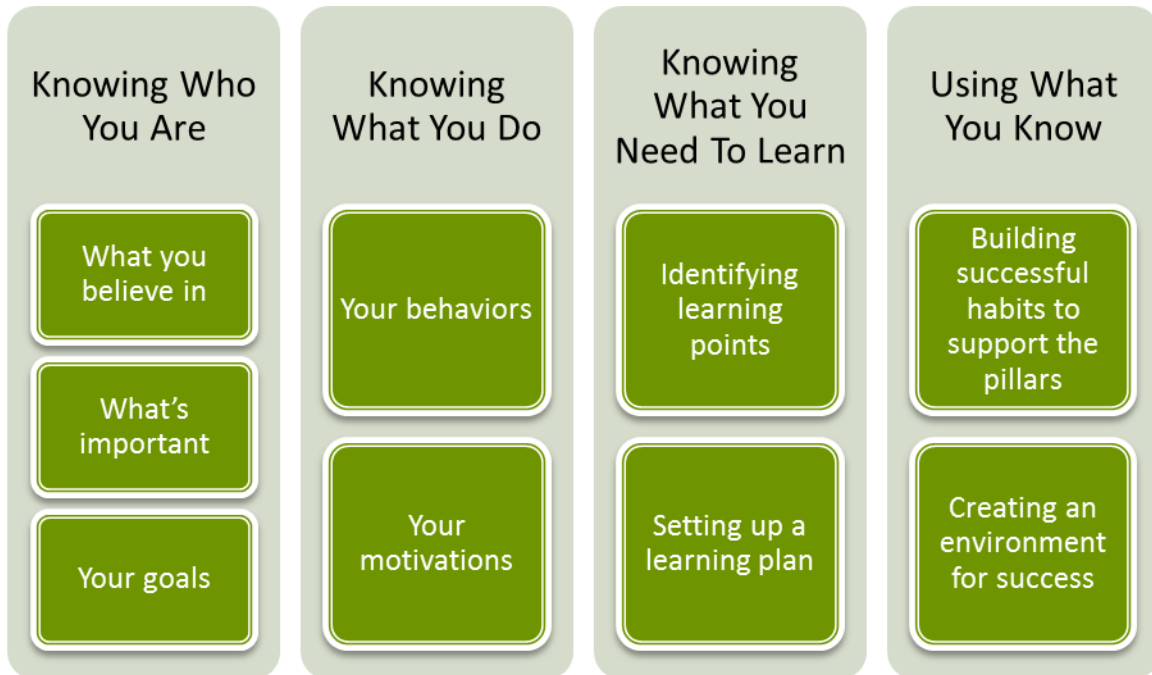 Knowing Who
You Are
What you
believe in
What’s
important
Your goals
Knowing
What You Do
Your behaviors
Your
motivations
Knowing
What You
Need To Learn
Identifying
learning
points
Setting up a
learning plan
Using What
You Know
Building
successful
habits to
support the
pillars
Creating an
environment
for success